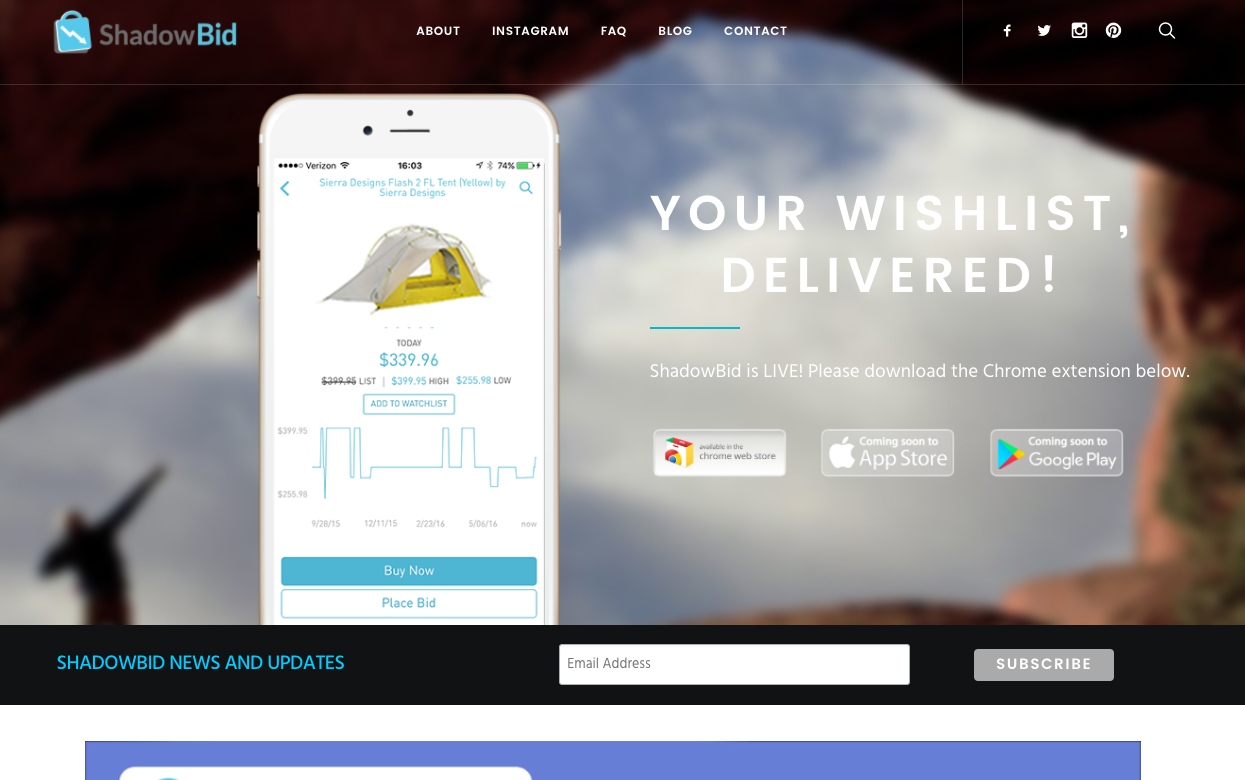 ShadowBid
ABOUT
INSTAGRAM
FAQ
BLOG
CONTACT
Verizon
16:03
74%
Sierra Designs Flash 2 FL Tent (Yellow) by
Sierra Designs
TODAY
$339.96
$399.95 LIST | $399.95 HIGH $255.98 LOW
ADD TO WATCHLIST
$399.95
$255.98
9/28/15 12/11/15 2/23/16 5/06/16 now
Buy Now
Place Bid
YOUR WISHLIST,
DELIVERED!
ShadowBid is LIVE! Please download the Chrome extension below.
available in the
chrome web store
Coming soon to
App Store
Coming soon to
Google Play
SHADOWBID NEWS AND UPDATES
Email Address
SUBSCRIBE